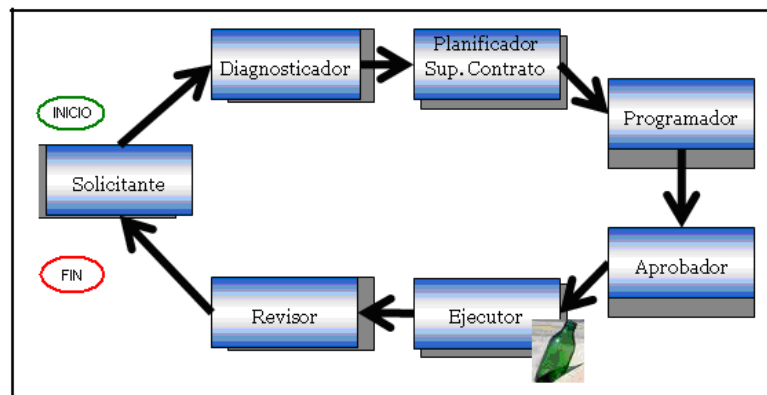 INICIO
Solicitante
Diagnosticador
Planificador
Sup. Contrato
Programador
Aprobador
Ejecutor
Revisor
FIN